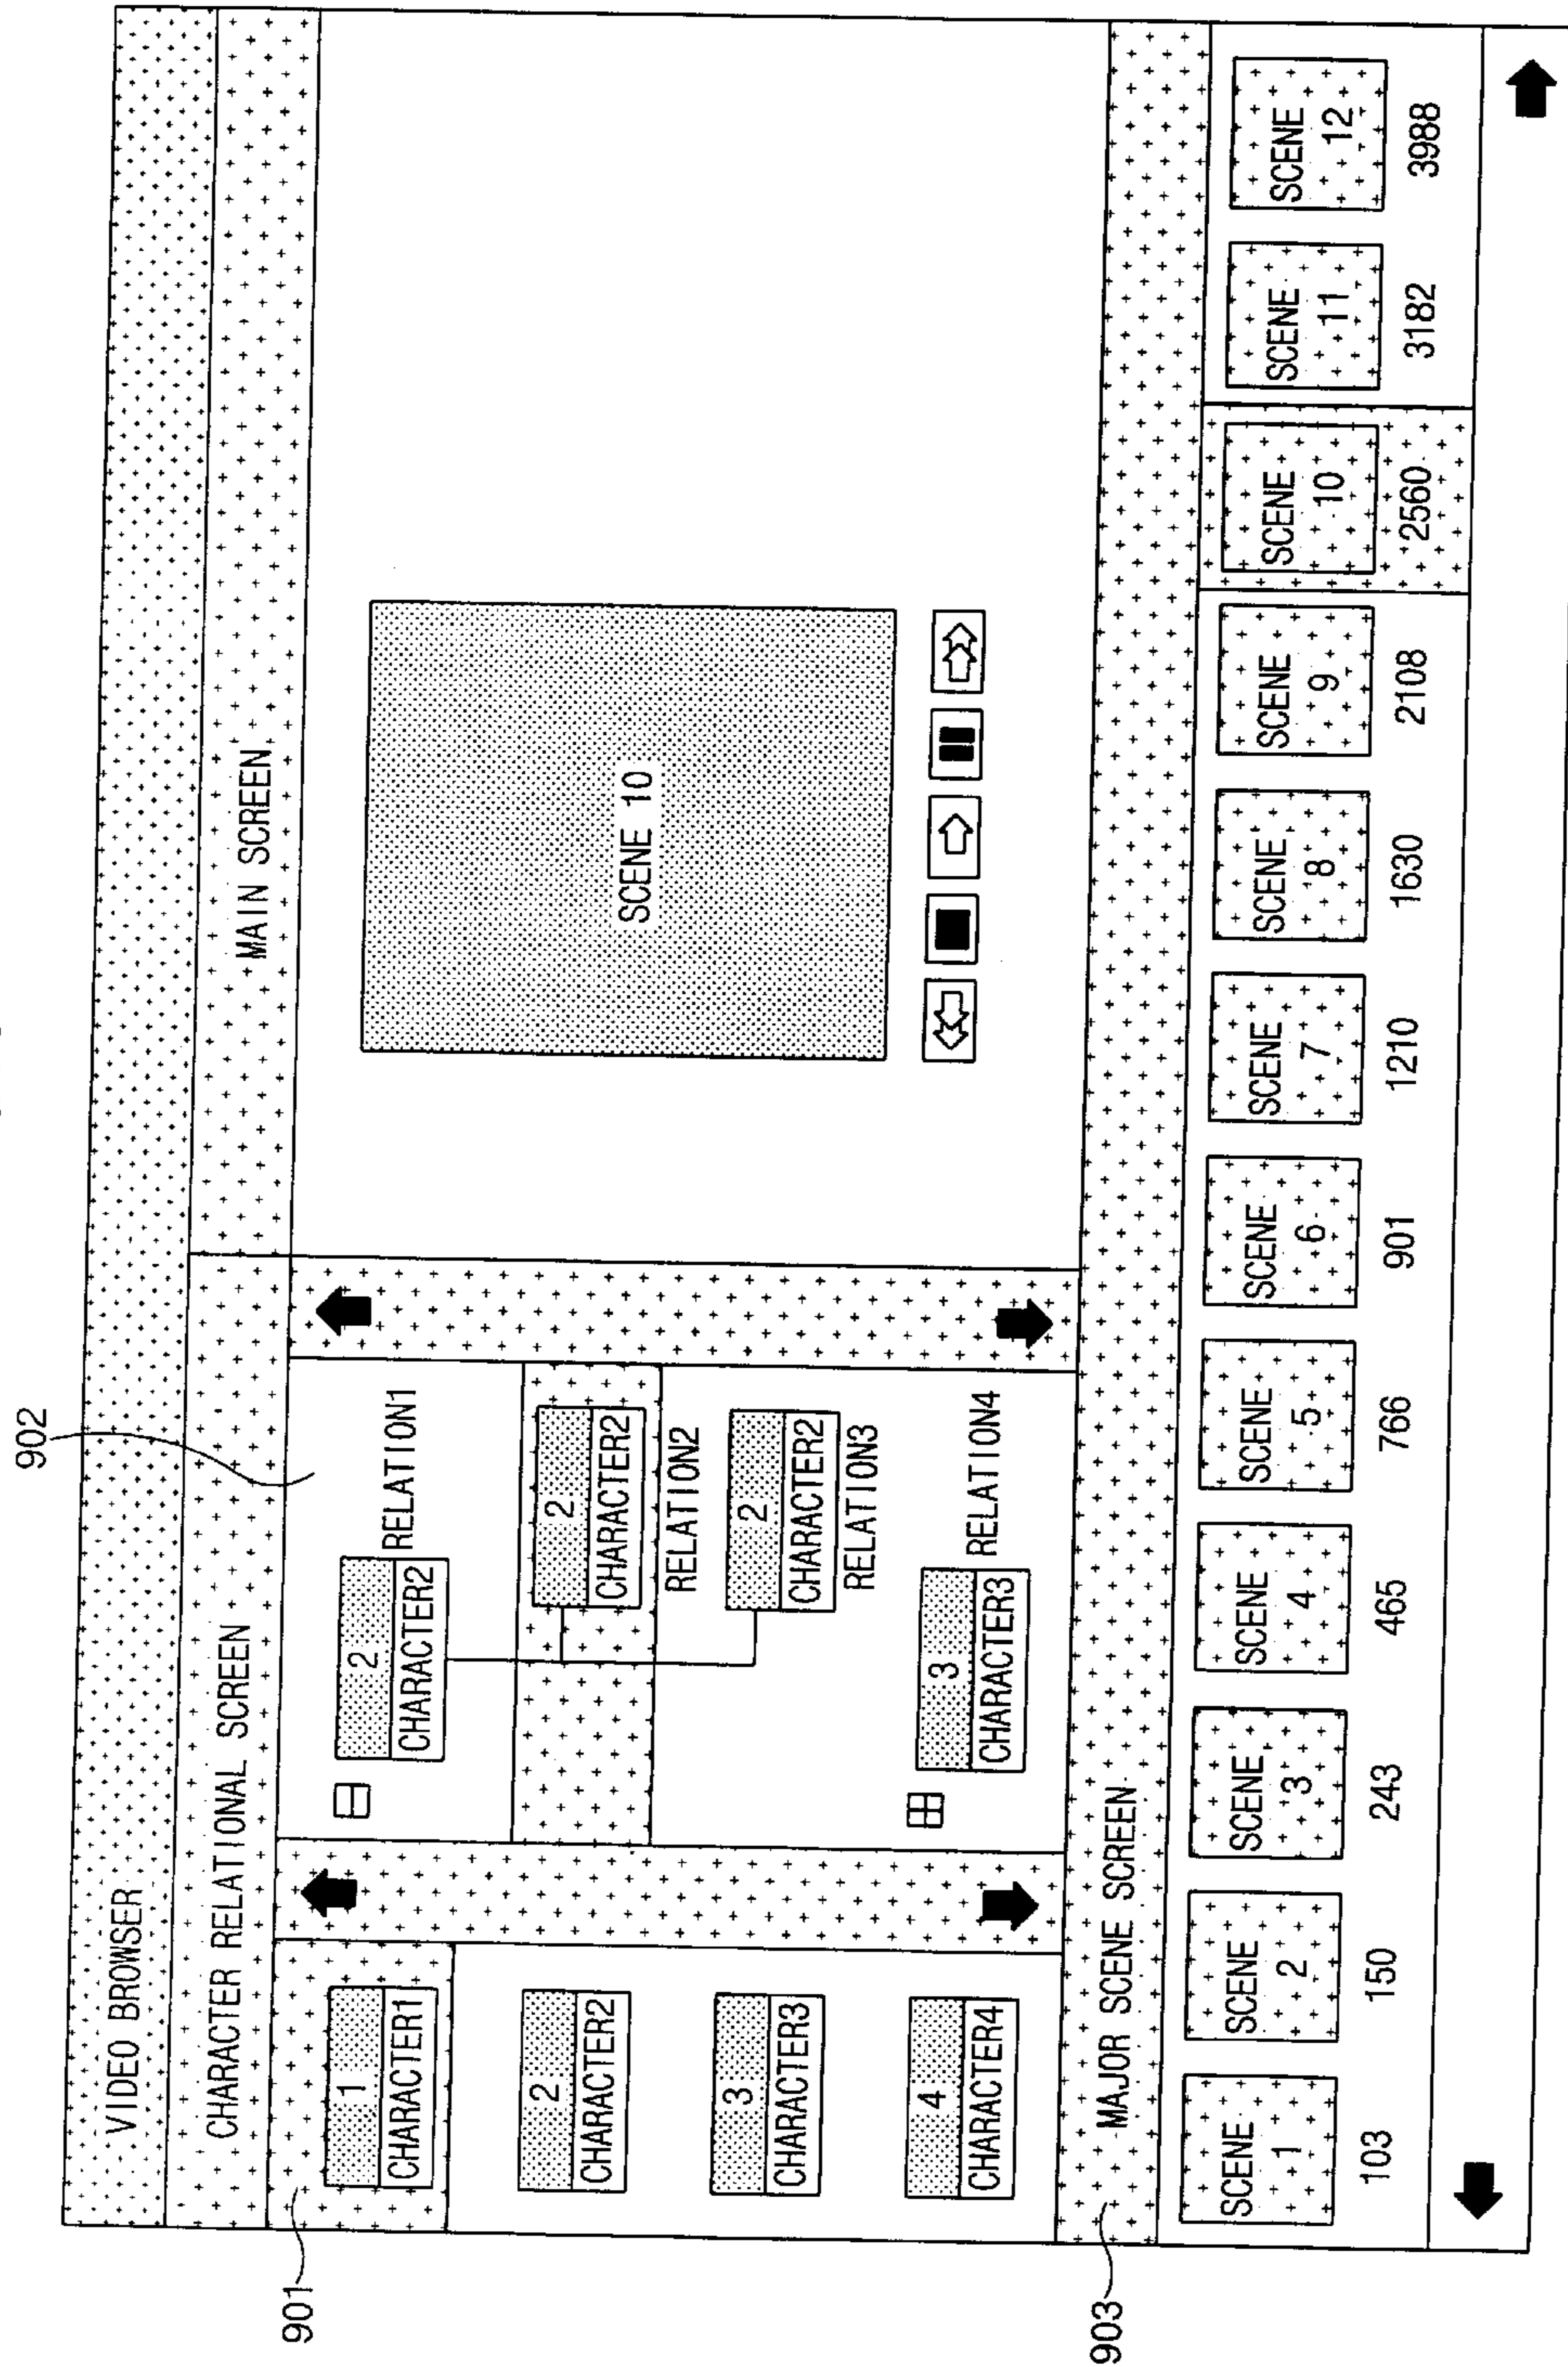 902
VIDEO BROWSER
CHARACTER RELATIONAL SCREEN
MAIN SCREEN
901
1
CHARACTER1
2
CHARACTER2
3
CHARACTER3
4
CHARACTER4
2
CHARACTER2
RELATION1
2
CHARACTER2
RELATION2
2
CHARACTER2
RELATION3
3
CHARACTER3
RELATION4
SCENE 10
903
MAJOR SCENE SCREEN
SCENE
1
103
SCENE
2
150
SCENE
3
243
SCENE
4
465
SCENE
5
766
SCENE
6
901
SCENE
7
1210
SCENE
8
1630
SCENE
9
2108
SCENE
10
2560
SCENE
11
3182
SCENE
12
3988